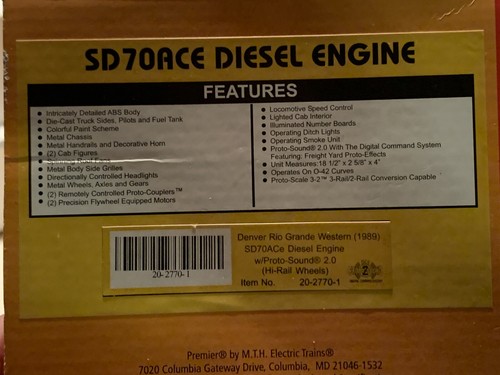 SD70ACE DIESEL ENGINE
FEATURES
• Intricately Detailed ABS Body
• Die-Cast Truck Sides, Pilots and Fuel Tank
• Colorful Paint Scheme
• Metal Chassis
• Metal Handrails and Decorative Horn
• (2) Cab Figures
• Metal Body Side Grilles
• Directionally Controlled Headlights
• Metal Wheels, Axles and Gears
• (2) Remotely Controlled Proto-Couplers™
• (2) Precision Flywheel Equipped Motors
• Locomotive Speed Control
• Lighted Cab Interior
• Illuminated Number Boards
• Operating Ditch Lights
• Operating Smoke Unit
• Proto-Sound® 2.0 With The Digital Command System
Featuring: Freight Yard Proto-Effects
• Unit Measures:18 1/2" x 2 5/8" x 4"
• Operates On O-42 Curves
• Proto-Scale 3-2™ 3-Rail/2-Rail Conversion Capable
20-2770-1
Denver Rio Grande Western (1989)
SD70ACe Diesel Engine
w/Proto-Sound® 2.0
(Hi-Rail Wheels)
Item No. 20-2770-1
2
Premier® by M.T.H. Electric Trains®
7020 Columbia Gateway Drive, Columbia, MD 21046-1532